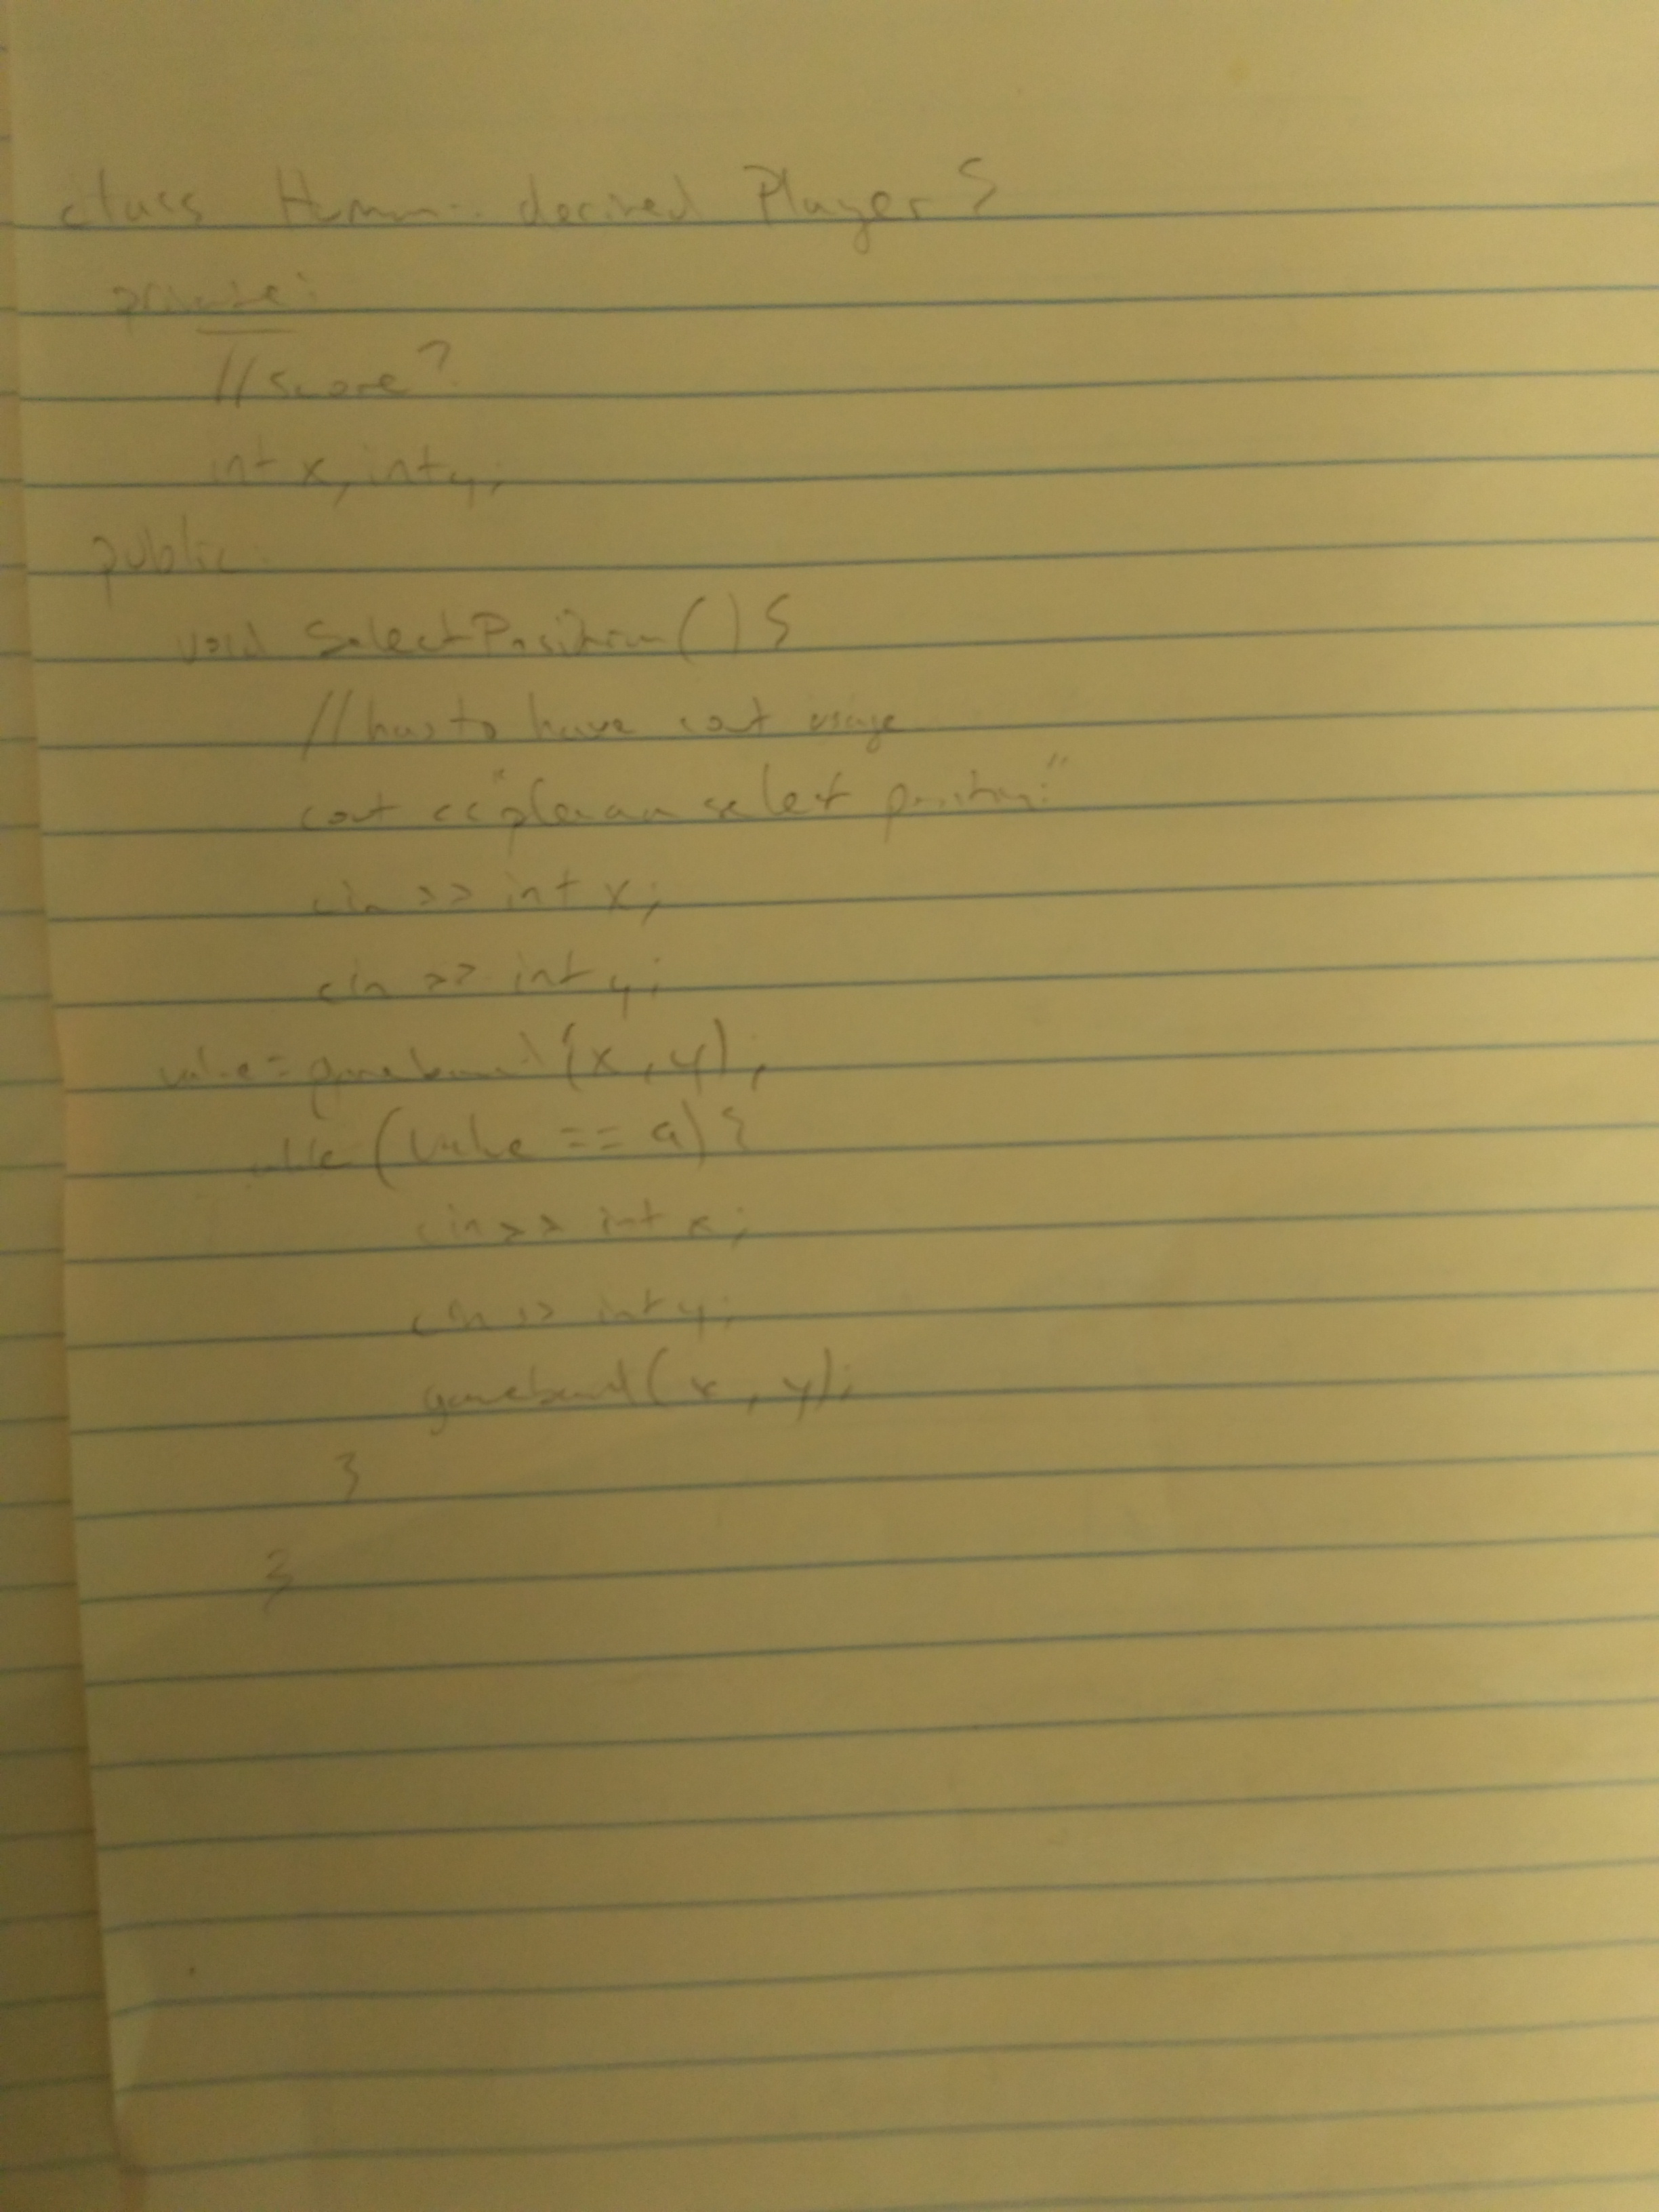 class Human: derived Player {
private:
//score?
int x, int y;
public:
void SelectPosition() {
//has to have cout usage
cout << "please select position:"
cin >> int x;
cin >> int y;
value = gameboard(x, y);
while (value == a) {
cin >> int x;
cin >> int y;
gameboard(x, y);
}
}